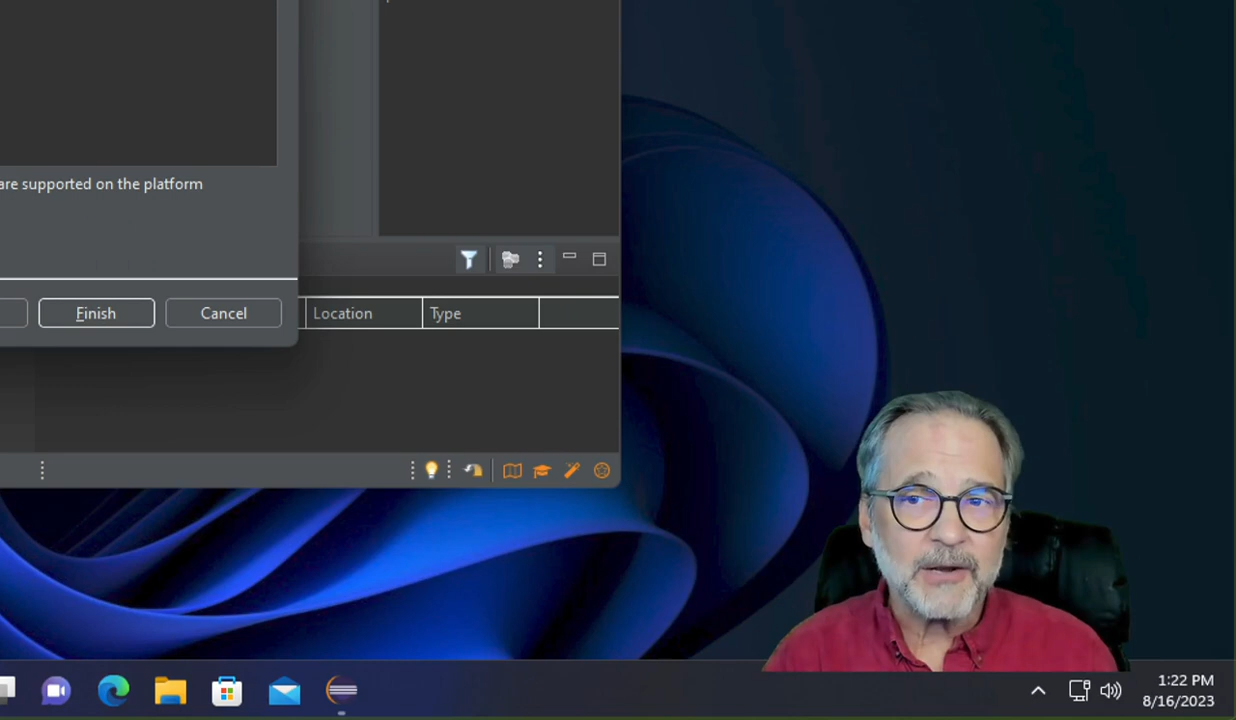 are supported on the platform
Finish
Cancel
Location
Type
1:22 PM
8/16/2023